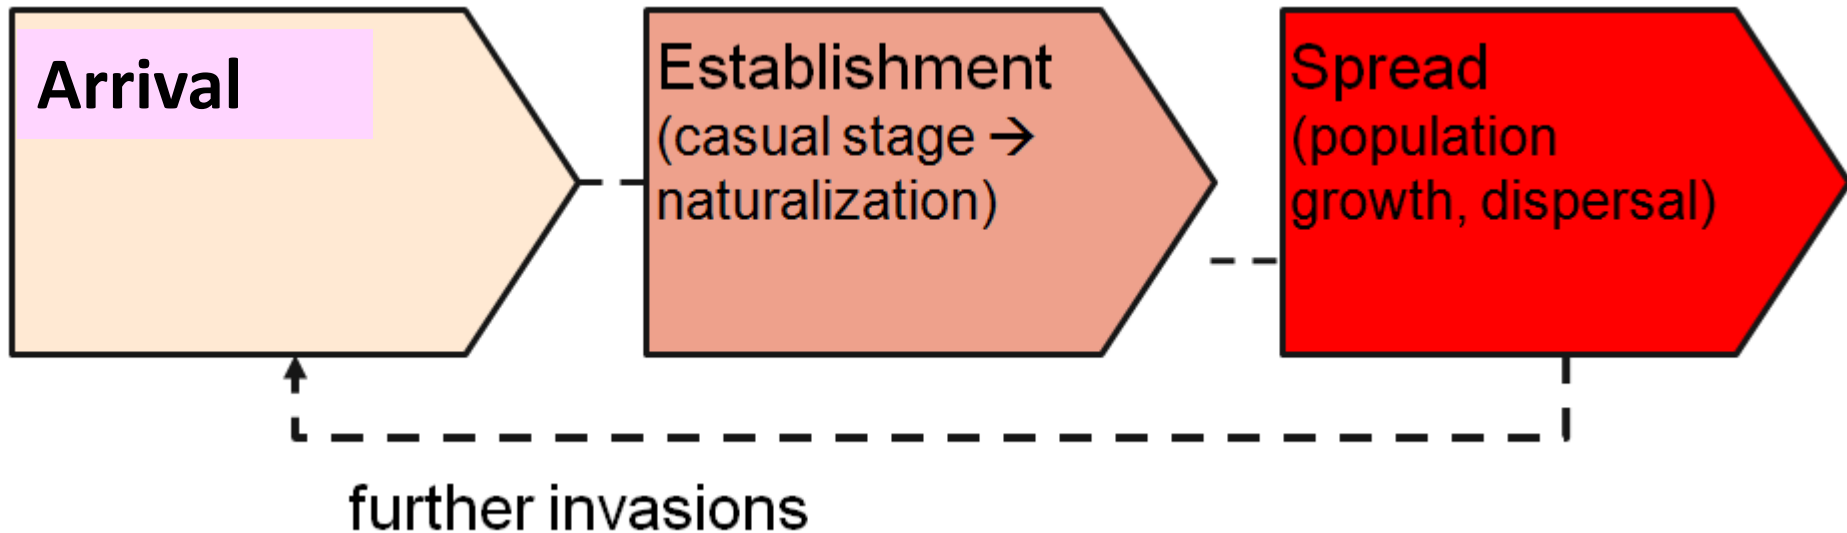 Arrival
Establishment
(casual stage →
naturalization)
Spread
(population
growth, dispersal)
further invasions